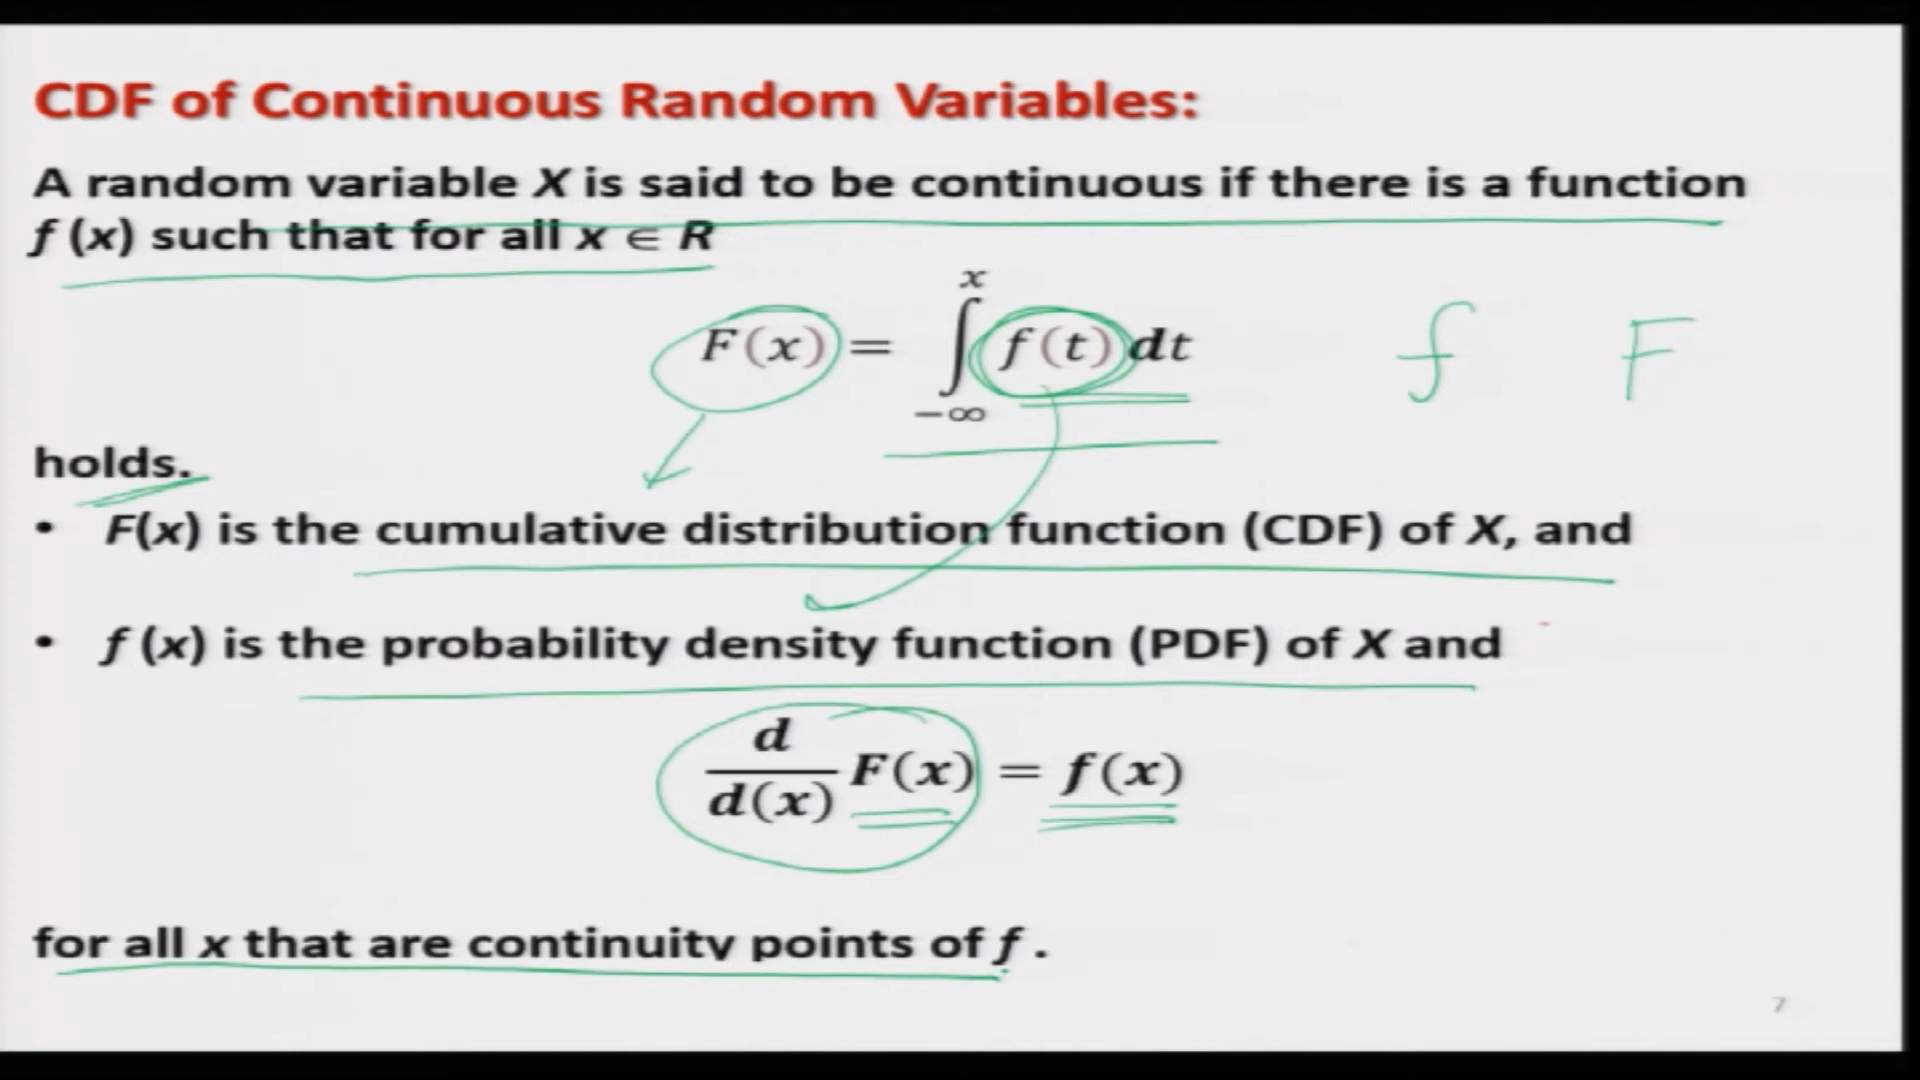 CDF of Continuous Random Variables:
A random variable X is said to be continuous if there is a function
f (x) such that for all x ∈ R
F(x) = ∫_{-∞}^{x} f(t) dt
f F
holds.
• F(x) is the cumulative distribution function (CDF) of X, and
• f (x) is the probability density function (PDF) of X and
d/d(x) F(x) = f(x)
for all x that are continuity points of f .
7